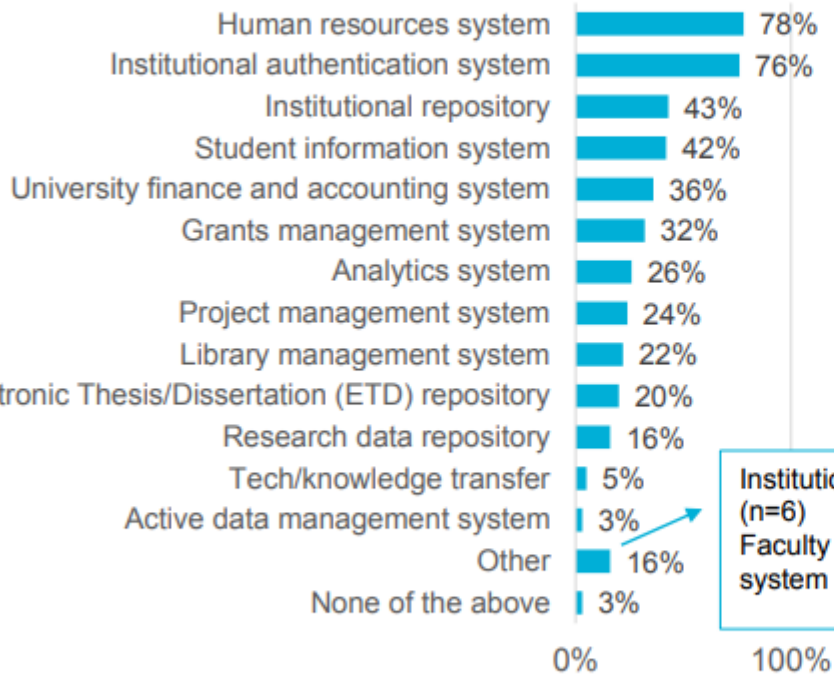 Human resources system 78%
Institutional authentication system 76%
Institutional repository 43%
Student information system 42%
University finance and accounting system 36%
Grants management system 32%
Analytics system 26%
Project management system 24%
Library management system 22%
tronic Thesis/Dissertation (ETD) repository 20%
Research data repository 16%
Tech/knowledge transfer 5%
Active data management system 3%
Other 16%
None of the above 3%
Institutio
(n=6)
Faculty
system
0% 100%